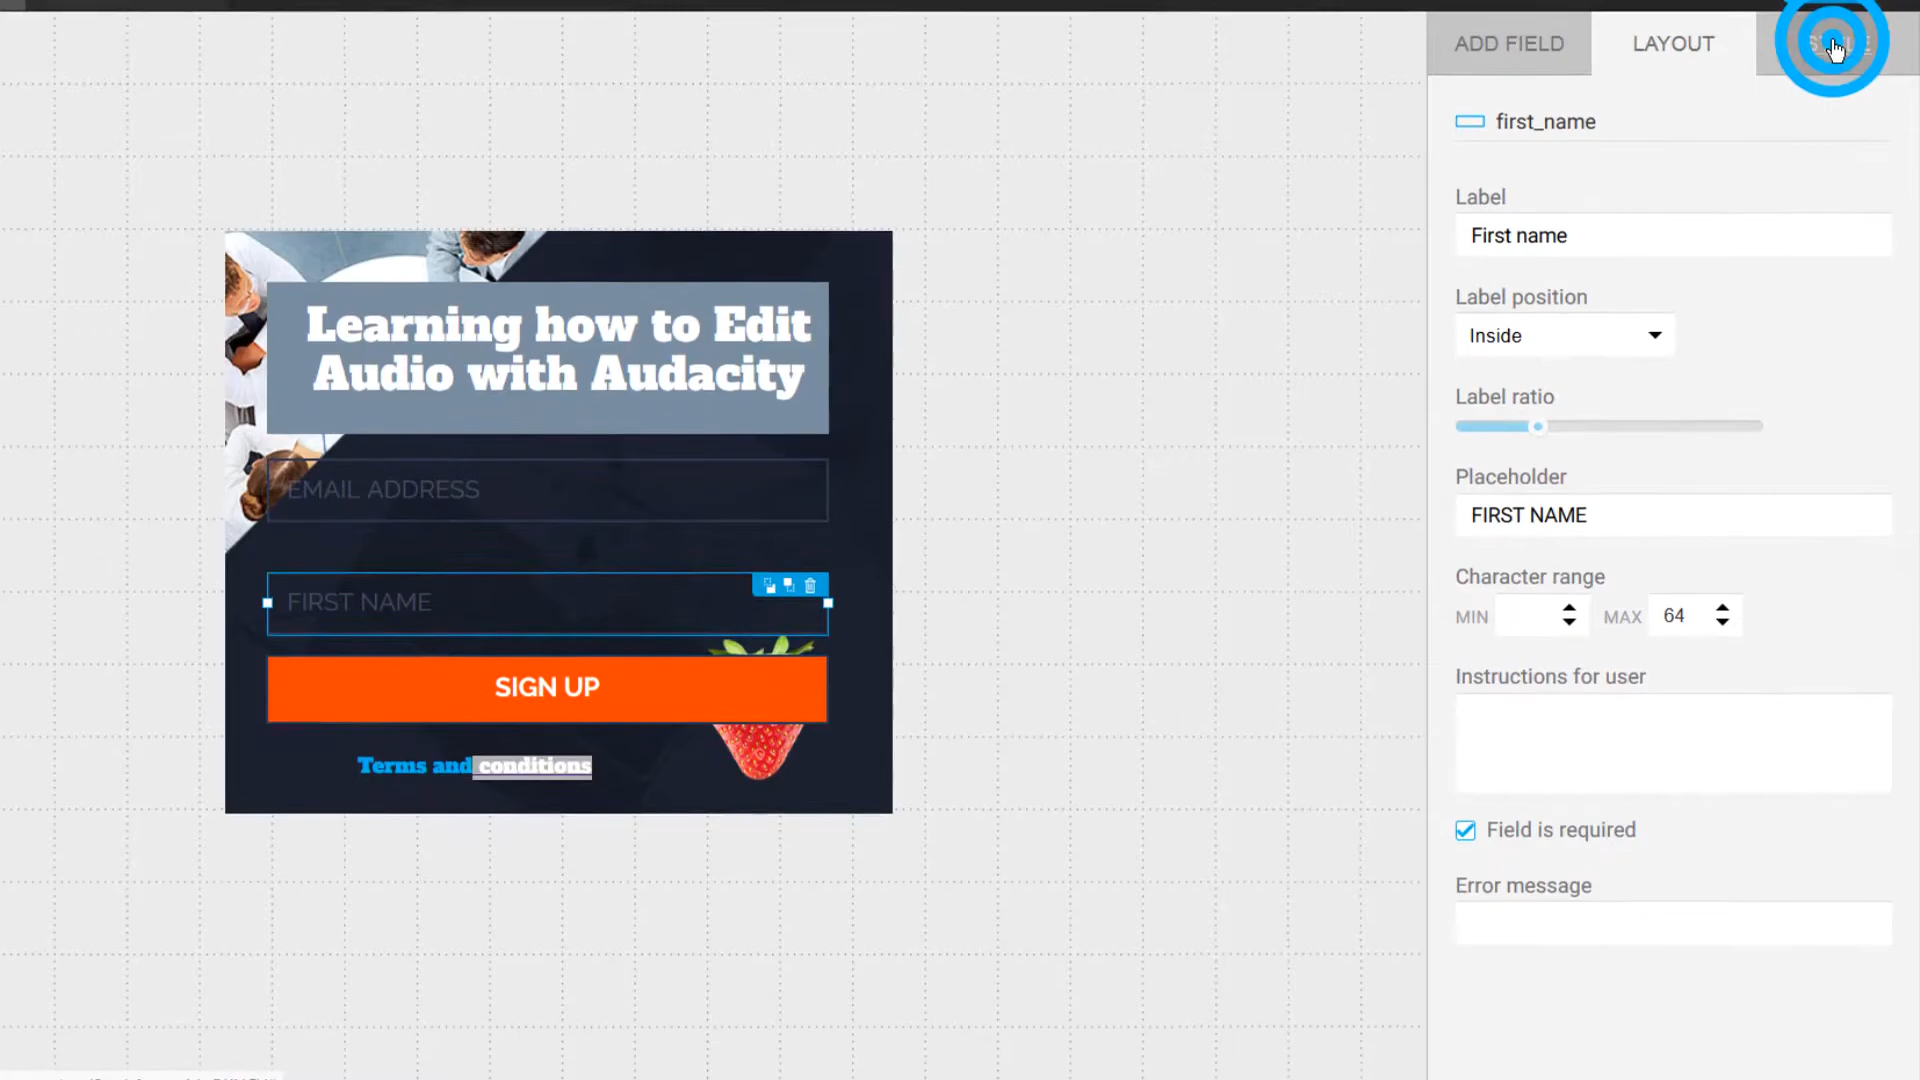 ADD FIELD
LAYOUT
first_name
Label
First name
Label position
Inside
Label ratio
Placeholder
FIRST NAME
Character range
MIN
MAX 64
Instructions for user
Field is required
Error message
Learning how to Edit
Audio with Audacity
EMAIL ADDRESS
FIRST NAME
SIGN UP
Terms and conditions